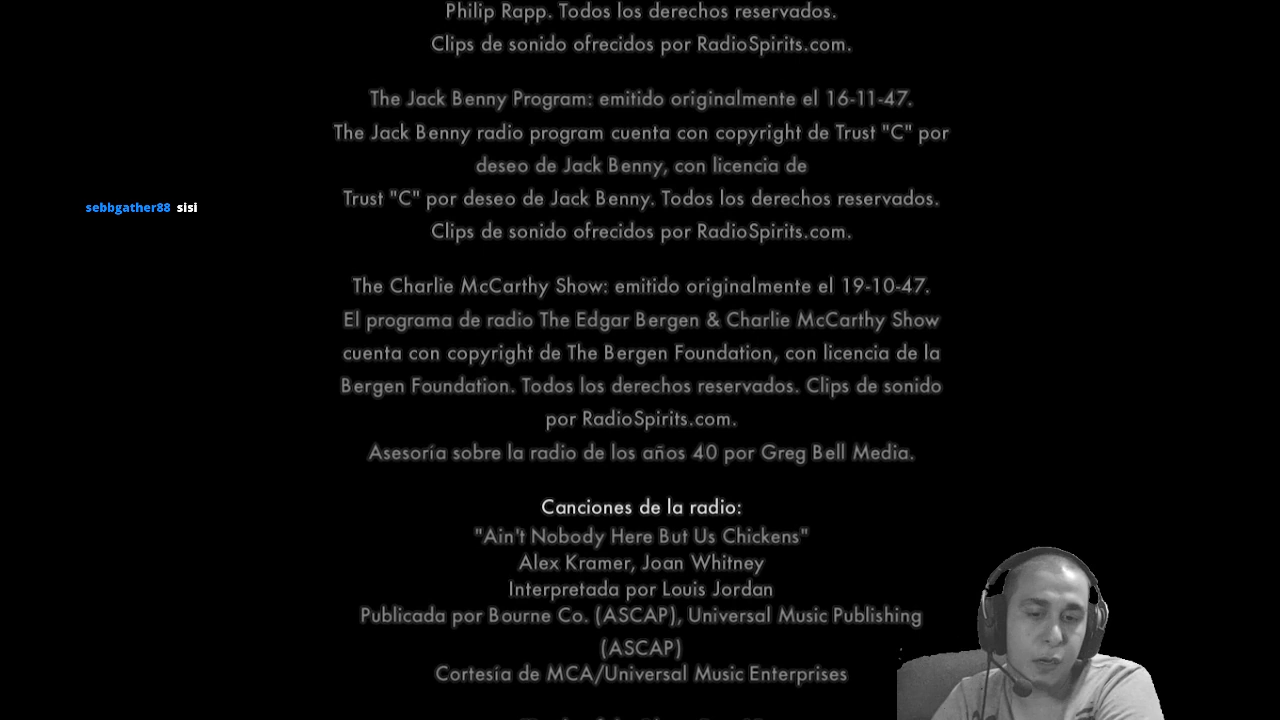 Philip Rapp. Todos los derechos reservados.
Clips de sonido ofrecidos por RadioSpirits.com.
The Jack Benny Program: emitido originalmente el 16-11-47.
The Jack Benny radio program cuenta con copyright de Trust "C" por
deseo de Jack Benny, con licencia de
Trust "C" por deseo de Jack Benny. Todos los derechos reservados.
Clips de sonido ofrecidos por RadioSpirits.com.
sebbgather88 sisi
The Charlie McCarthy Show: emitido originalmente el 19-10-47.
El programa de radio The Edgar Bergen & Charlie McCarthy Show
cuenta con copyright de The Bergen Foundation, con licencia de la
Bergen Foundation. Todos los derechos reservados. Clips de sonido
por RadioSpirits.com.
Asesoría sobre la radio de los años 40 por Greg Bell Media.
Canciones de la radio:
"Ain't Nobody Here But Us Chickens"
Alex Kramer, Joan Whitney
Interpretada por Louis Jordan
Publicada por Bourne Co. (ASCAP), Universal Music Publishing
(ASCAP)
Cortesía de MCA/Universal Music Enterprises